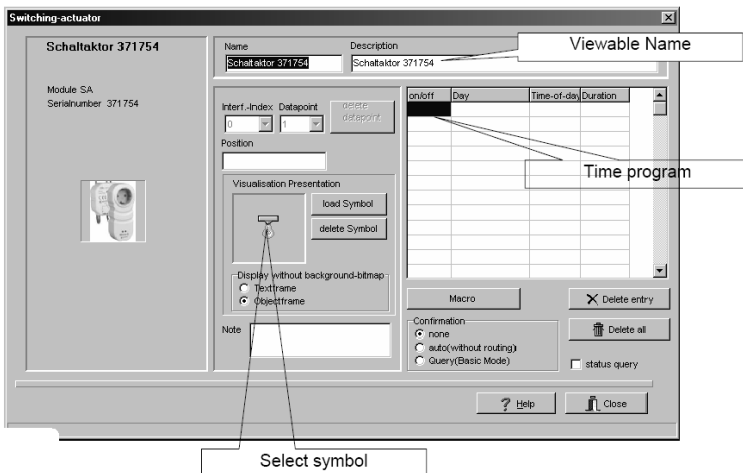 Switching-actuator
Schaltaktor 371754
Module SA
Serialnumber 371754
Name
Description
Schaltaktor 371754
Schaltaktor 371754
Viewable Name
Interf.-Index
Datapoint
delete datapoint
0
1
Position
Visualisation Presentation
load Symbol
delete Symbol
Display without background-bitmap
Textframe
Objectframe
Note
on/off
Day
Time-of-day
Duration
Time program
Macro
Delete entry
Confirmation
none
auto(without routing)
Query(Basic Mode)
Delete all
status query
? Help
Close
Select symbol